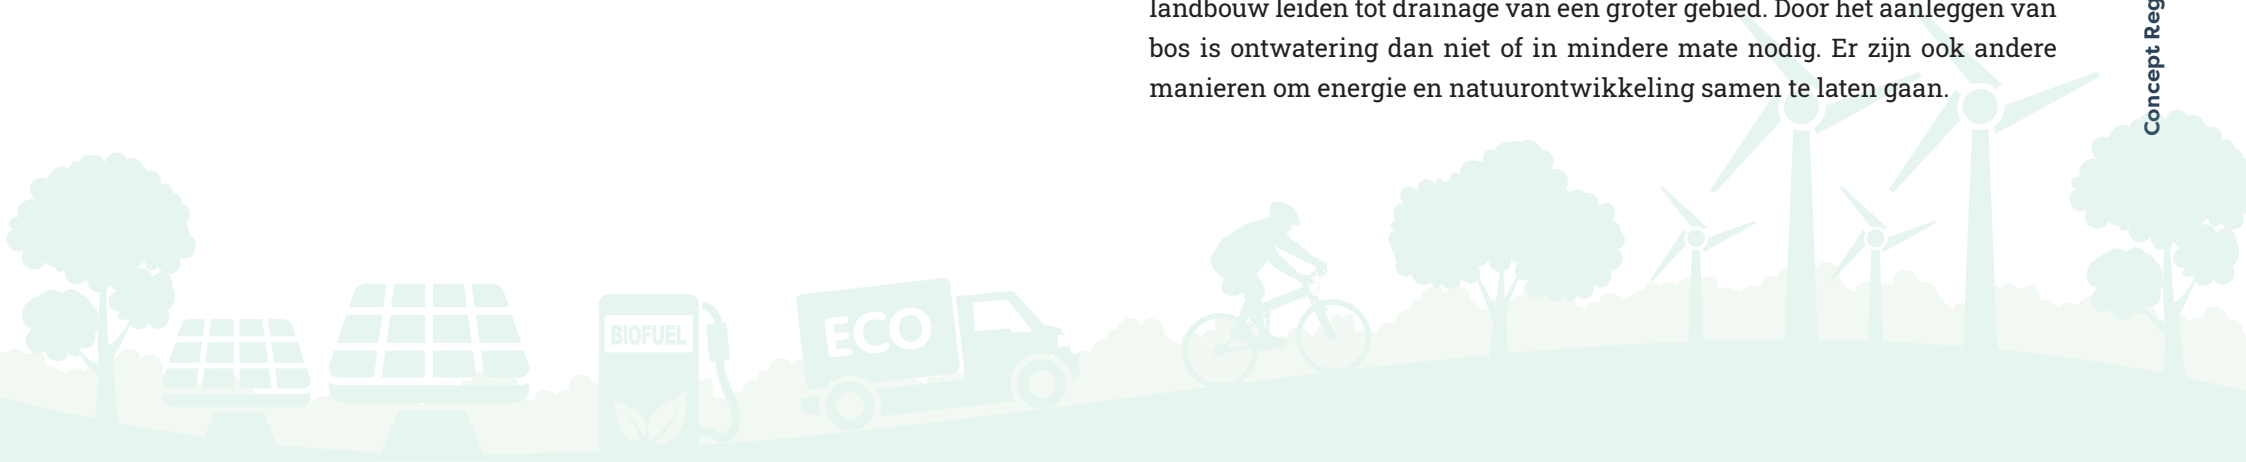 landbouw leiden tot drainage van een groter gebied. Door het aanleggen van
bos is ontwatering dan niet of in mindere mate nodig. Er zijn ook andere
manieren om energie en natuurontwikkeling samen te laten gaan.
Concept Reg
BIOFUEL
ECO